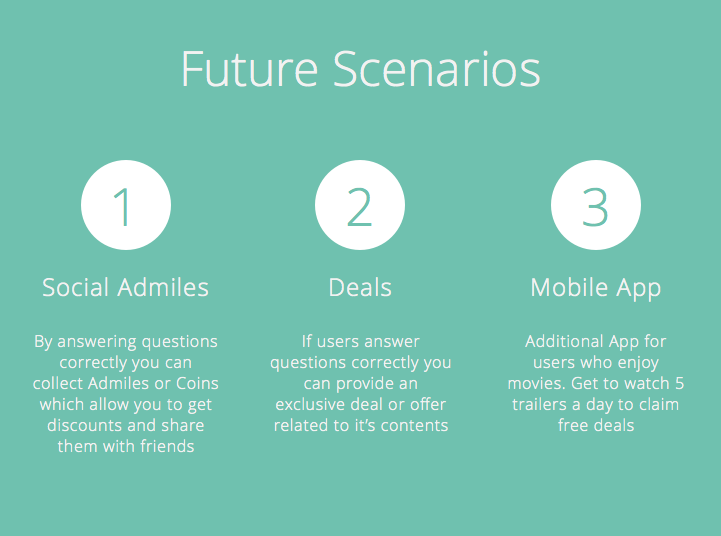 Future Scenarios
1
Social Admiles
By answering questions
correctly you can
collect Admiles or Coins
which allow you to get
discounts and share
them with friends
2
Deals
If users answer
questions correctly you
can provide an
exclusive deal or offer
related to it's contents
3
Mobile App
Additional App for
users who enjoy
movies. Get to watch 5
trailers a day to claim
free deals